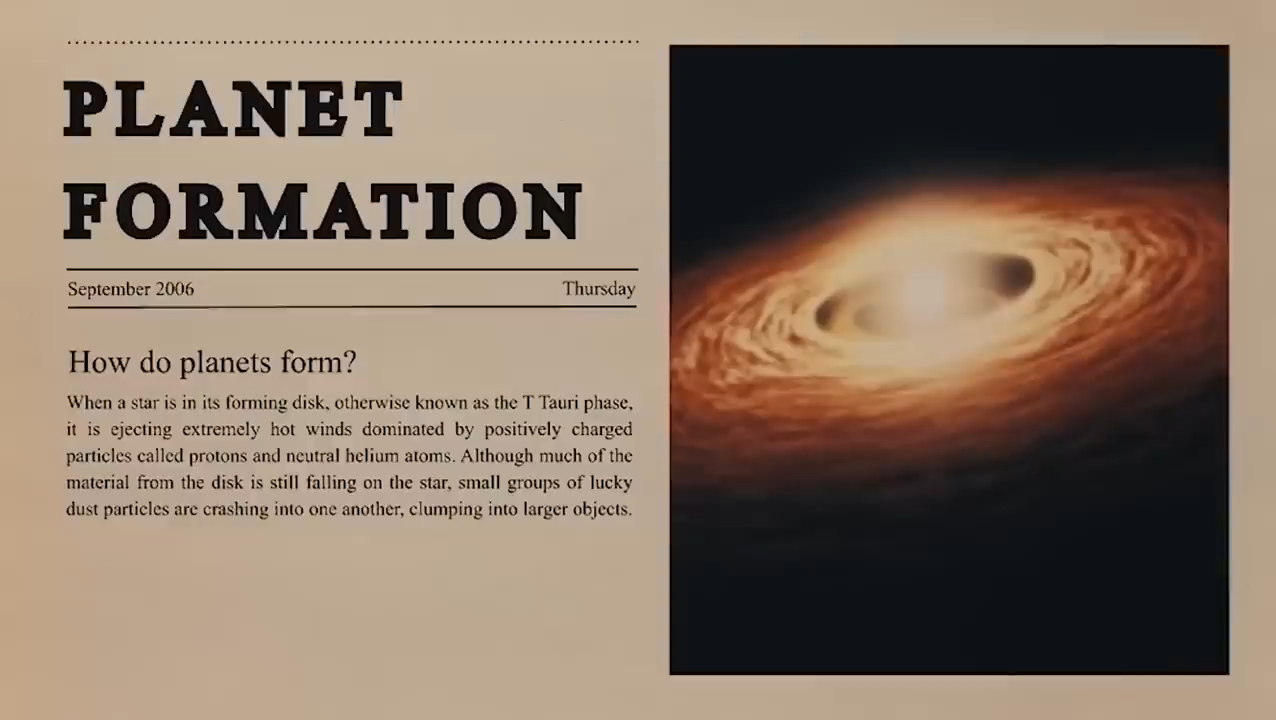 PLANET
FORMATION
September 2006 Thursday
How do planets form?
When a star is in its forming disk, otherwise known as the T Tauri phase,
it is ejecting extremely hot winds dominated by positively charged
particles called protons and neutral helium atoms. Although much of the
material from the disk is still falling on the star, small groups of lucky
dust particles are crashing into one another, clumping into larger objects.